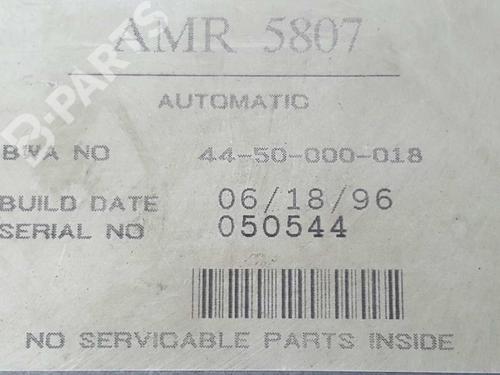 AMR 5807
AUTOMATIC
BWA NO 44-50-000-018
BUILD DATE 06/18/96
SERIAL NO 050544
NO SERVICABLE PARTS INSIDE
B-PARTS